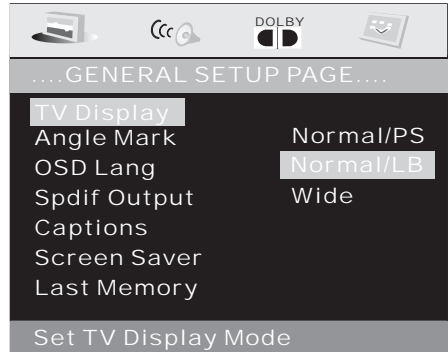 DOLBY
....GENERAL SETUP PAGE....
TV Display
Angle Mark Normal/PS
OSD Lang Normal/LB
Spdif Output Wide
Captions
Screen Saver
Last Memory
Set TV Display Mode